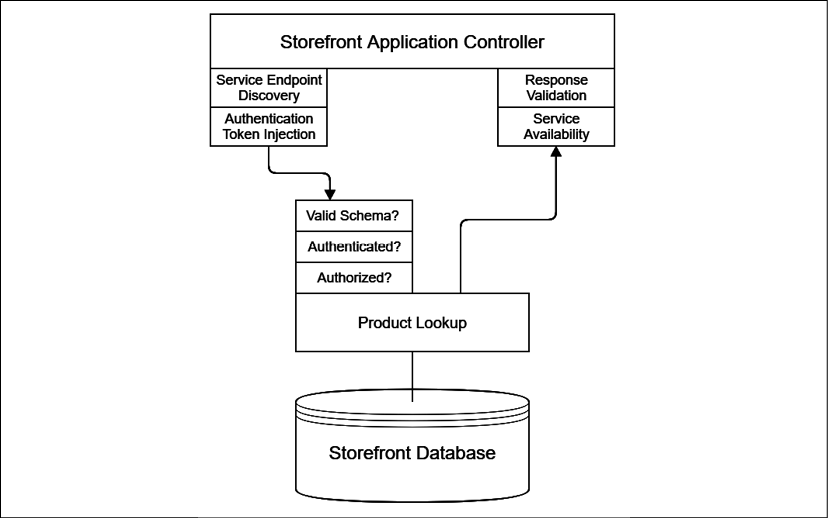 Storefront Application Controller
Service Endpoint
Discovery
Authentication
Token Injection
Response
Validation
Service
Availability
Valid Schema?
Authenticated?
Authorized?
Product Lookup
Storefront Database